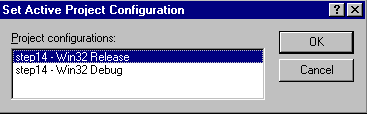 Set Active Project Configuration
Project configurations:
step14 - Win32 Release
step14 - Win32 Debug
OK
Cancel